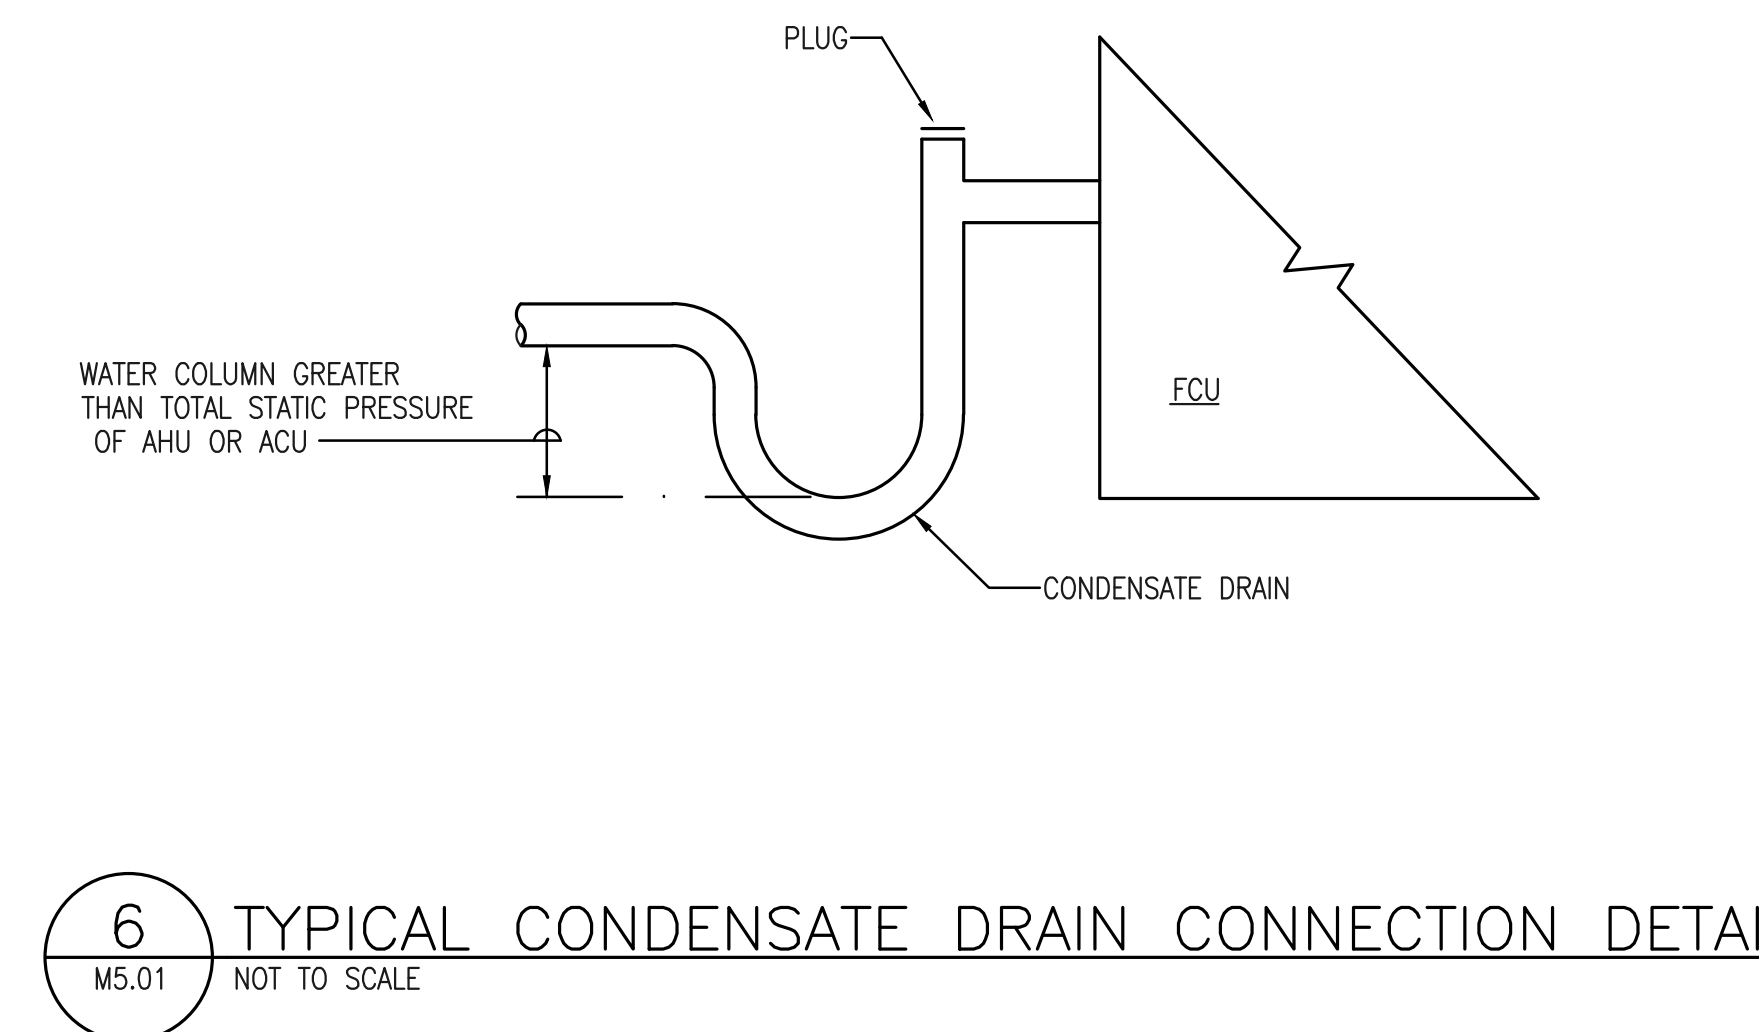 PLUG
WATER COLUMN GREATER
THAN TOTAL STATIC PRESSURE
OF AHU OR ACU
FCU
CONDENSATE DRAIN
6
TYPICAL CONDENSATE DRAIN CONNECTION DETAI
M5.01
NOT TO SCALE